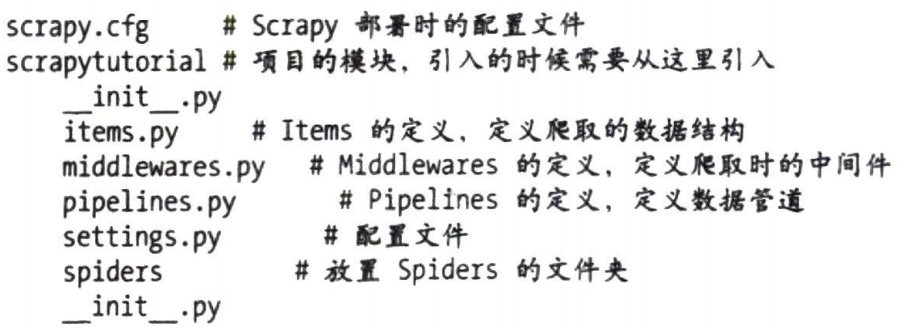 scrapy.cfg # Scrapy 部署时的配置文件
scrapytutorial # 项目的模块，引入的时候需要从这里引入
__init__.py
items.py # Items 的定义，定义爬取的数据结构
middlewares.py # Middlewares 的定义，定义爬取时的中间件
pipelines.py # Pipelines 的定义，定义数据管道
settings.py # 配置文件
spiders # 放置 Spiders 的文件夹
__init__.py